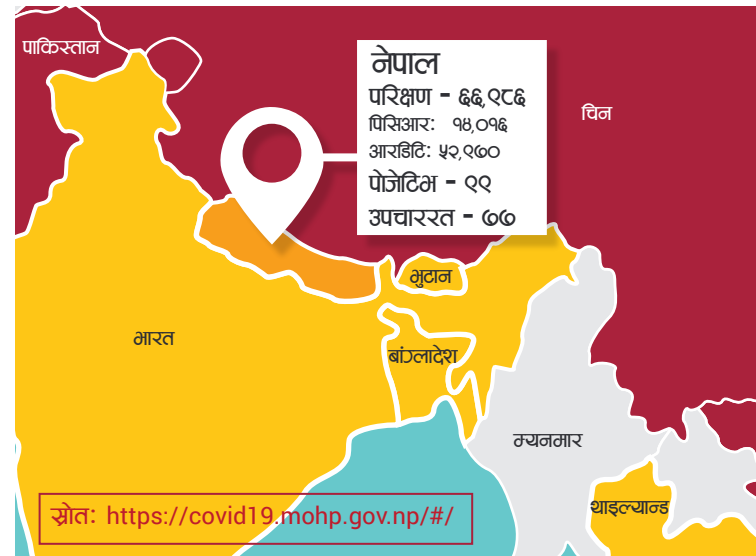 पाकिस्तान
नेपाल
परिक्षण - ६६,९८६
पिसिआर: १४,०१६
आरडिटि: ५२,९७०
पोजेटिभ - ९९
उपचाररत - ७७
चिन
भुटान
भारत
बांग्लादेश
म्यनमार
थाइल्यान्ड
स्रोत: https://covid19.mohp.gov.np/#/